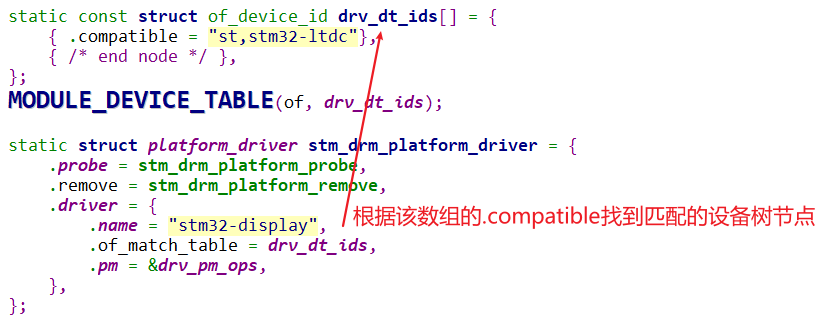 static const struct of_device_id drv_dt_ids[] = {
    { .compatible = "st,stm32-ltdc"},
    { /* end node */ },
};
MODULE_DEVICE_TABLE(of, drv_dt_ids);

static struct platform_driver stm_drm_platform_driver = {
    .probe = stm_drm_platform_probe,
    .remove = stm_drm_platform_remove,
    .driver = {
        .name = "stm32-display",
根据该数组的.compatible找到匹配的设备树节点
        .of_match_table = drv_dt_ids,
        .pm = &drv_pm_ops,
    },
};